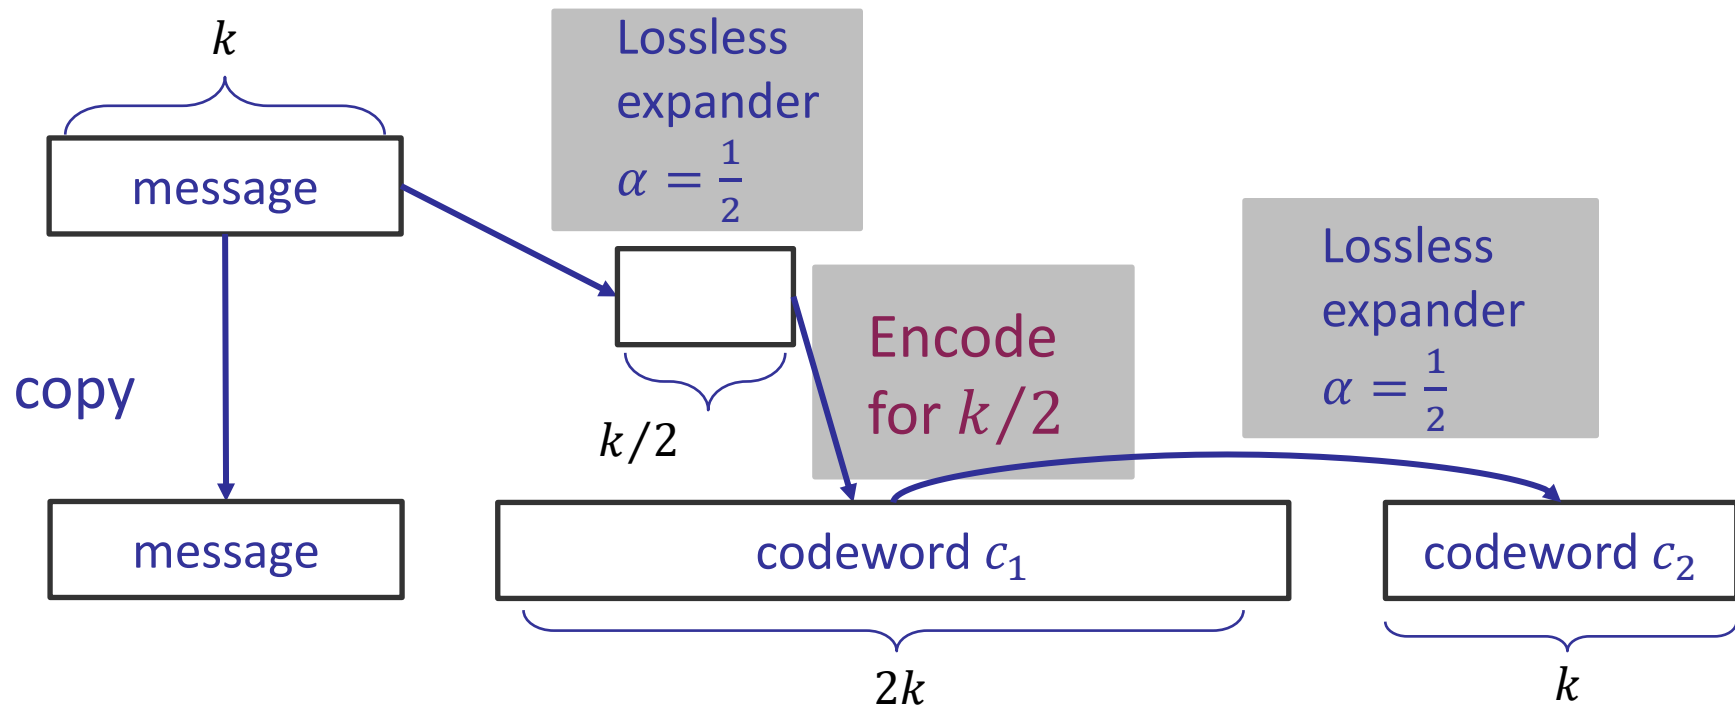 k
Lossless
expander
α = 1/2
message
Lossless
expander
α = 1/2
Encode
for k/2
copy
k/2
message
codeword c₁
codeword c₂
2k
k